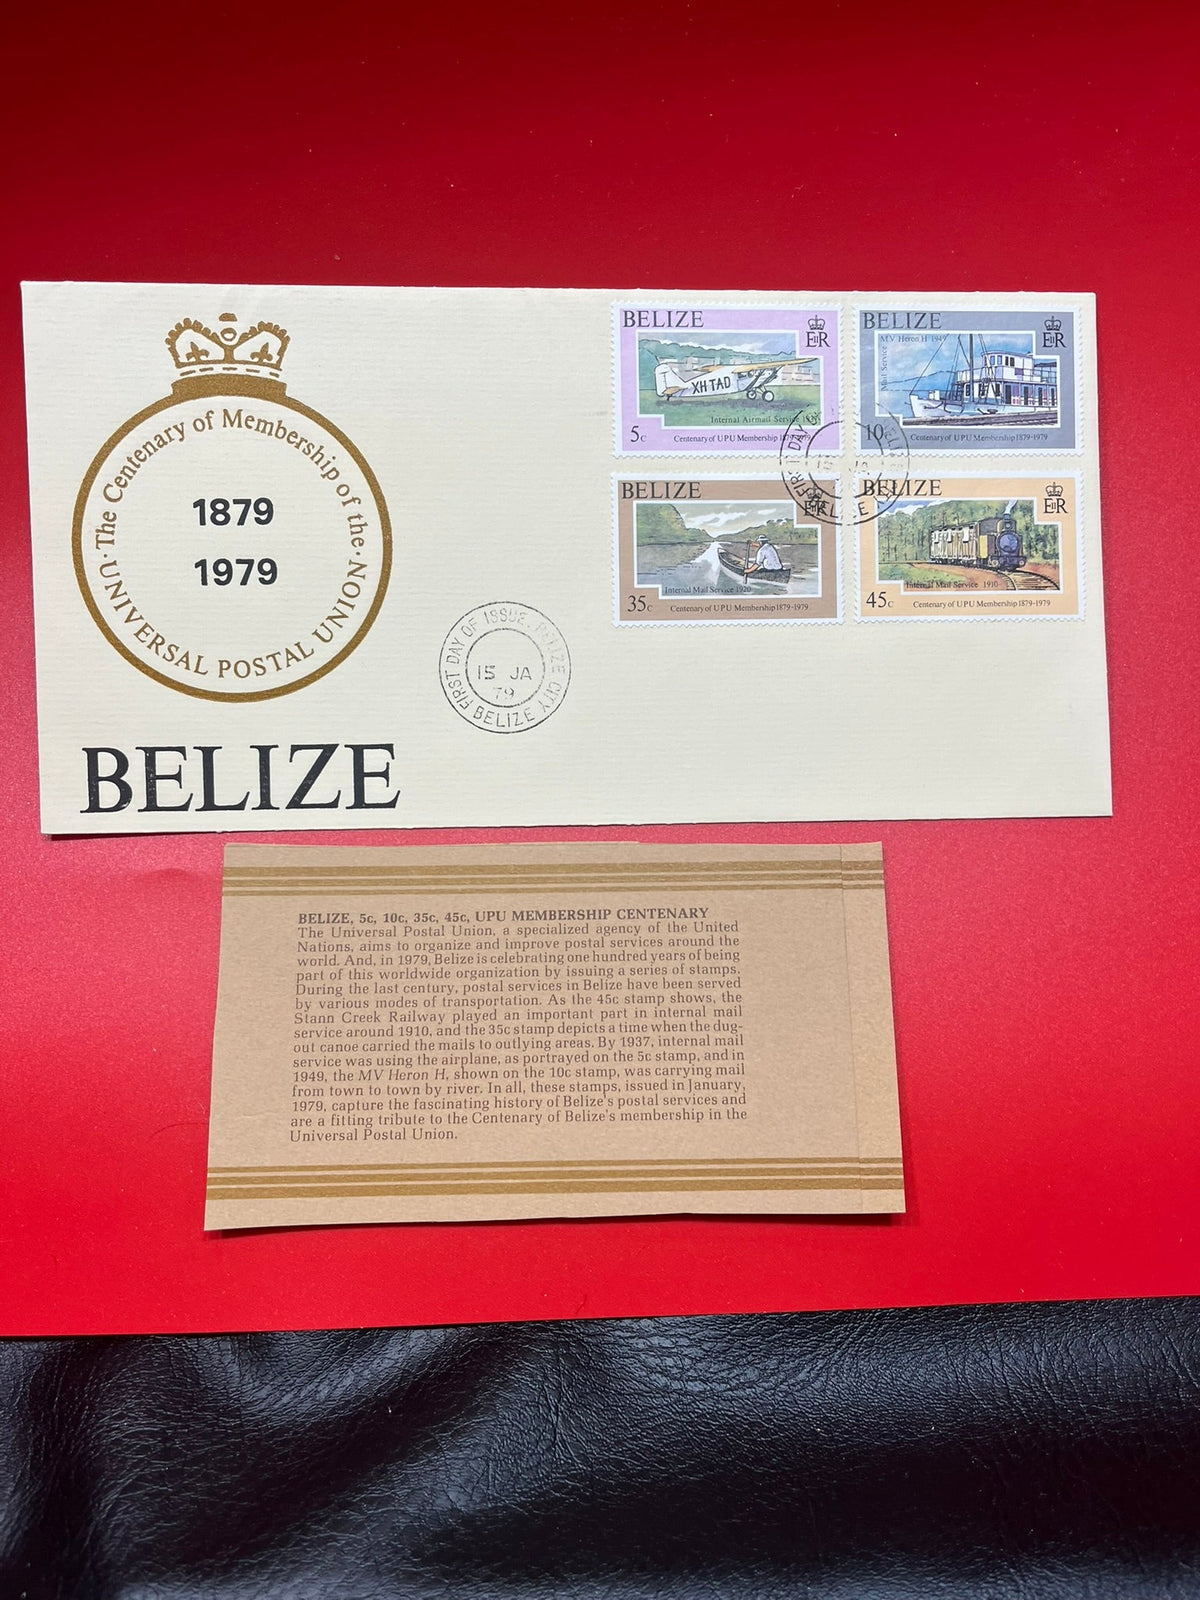 The Centenary of Membership of the
UNIVERSAL POSTAL UNION
1879
1979
BELIZE
FIRST DAY OF ISSUE. BELIZE CITY
15 JA
79
BELIZE
BELIZE
EIIR
XH TAD
Internal Airmail Service
5c
Centenary of UPU Membership 1879-1979
BELIZE
EIIR
MV Heron H 1949
Mail Service
10c
Centenary of UPU Membership 1879-1979
BELIZE
EIIR
Internal Mail Service 1920
35c
Centenary of UPU Membership 1879-1979
BELIZE
EIIR
Internal Mail Service 1910
45c
Centenary of UPU Membership 1879-1979
FIRST DAY
BELIZE
BELIZE, 5c, 10c, 35c, 45c, UPU MEMBERSHIP CENTENARY
The Universal Postal Union, a specialized agency of the United
Nations, aims to organize and improve postal services around the
world. And, in 1979, Belize is celebrating one hundred years of being
part of this worldwide organization by issuing a series of stamps.
During the last century, postal services in Belize have been served
by various modes of transportation. As the 45c stamp shows, the
Stann Creek Railway played an important part in internal mail
service around 1910, and the 35c stamp depicts a time when the dug-
out canoe carried the mails to outlying areas. By 1937, internal mail
service was using the airplane, as portrayed on the 5c stamp, and in
1949, the MV Heron H, shown on the 10c stamp, was carrying mail
from town to town by river. In all, these stamps, issued in January,
1979, capture the fascinating history of Belize's postal services and
are a fitting tribute to the Centenary of Belize's membership in the
Universal Postal Union.